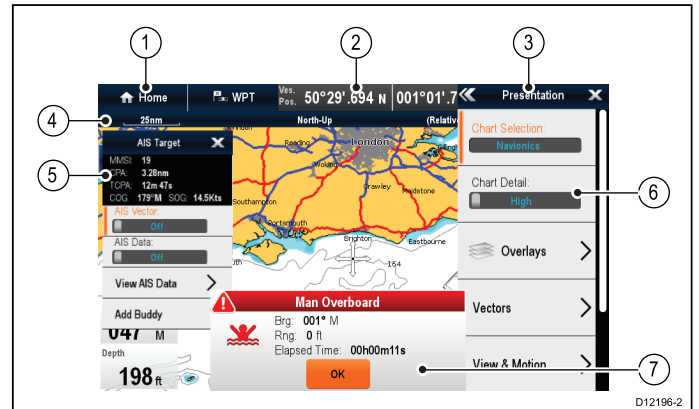 1
2
3
Home
WPT
Ves. Pos. 50°29'.694 N
001°01'.7
Presentation
4
25nm
North-Up
(Relative
AIS Target
5
MMSI: 19
CPA: 3.28nm
TCPA: 12m 47s
COG 179°M SOG: 14.5Kts
AIS Vector:
Off
AIS Data:
Off
View AIS Data
Add Buddy
Reading
London
Woking
Crawley
Maidstone
Southampton
Portsmouth
Brighton
Eastbourne
164
Chart Selection:
Navionics
Chart Detail:
High
6
Overlays
Vectors
View & Motion
047 M
Depth
198 ft
Man Overboard
Brg: 001° M
Rng: 0 ft
Elapsed Time: 00h00m11s
OK
7
D12196-2